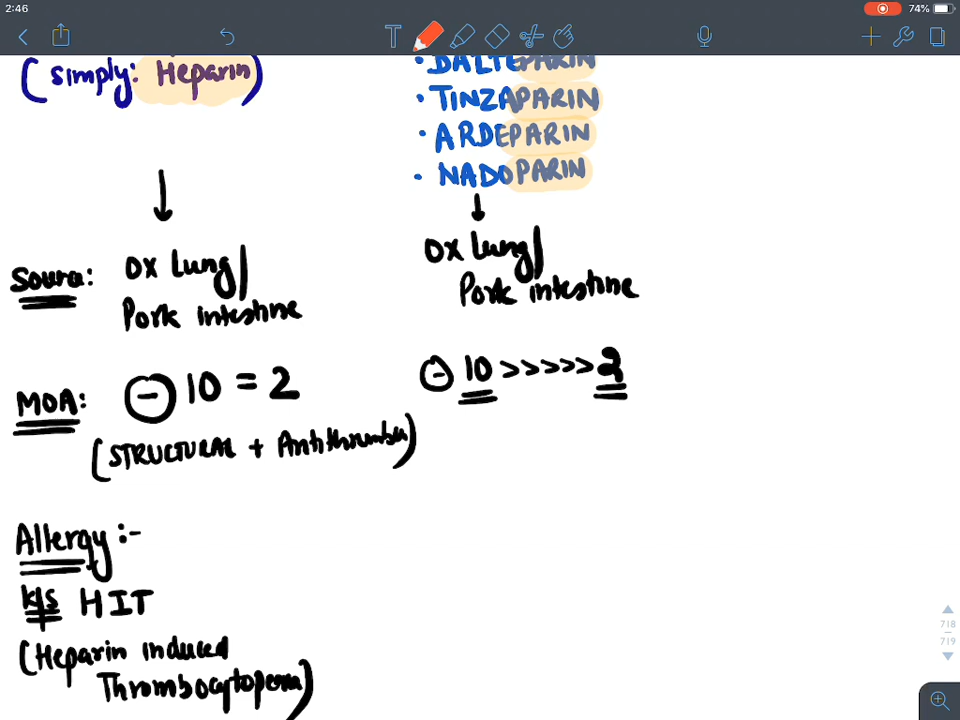 2:46
74%
T
(Simply: Heparin)
• DALTEPARIN
• TINZAPARIN
• ARDEPARIN
• NADOPARIN
Source: OX Lung/
Pork intestine
OX Lung/
Pork intestine
MOA: (-) 10 = 2
(STRUCTURAL + Antithrombin)
(-) 10 >>>>> 2
Allergy :-
K/S HIT
(Heparin induced
Thrombocytopenia)
718
719